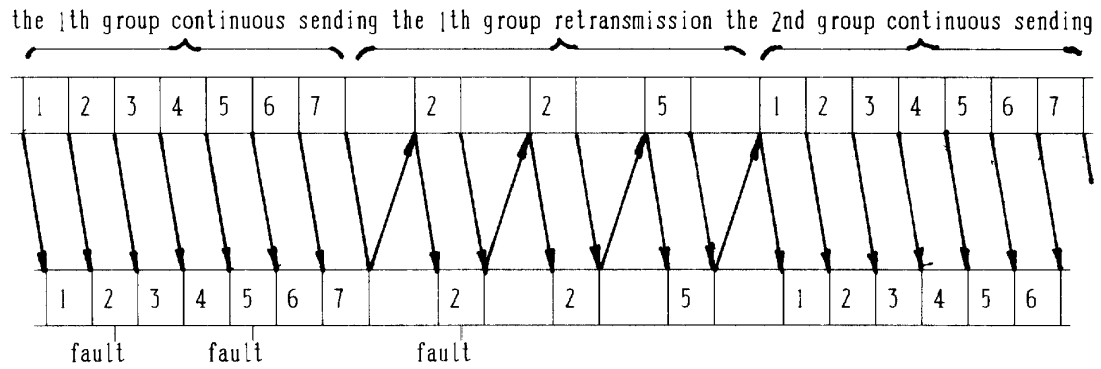 the 1th group continuous sending the 1th group retransmission the 2nd group continuous sending
1 2 3 4 5 6 7 2 2 5 1 2 3 4 5 6 7
1 2 3 4 5 6 7 2 2 5 1 2 3 4 5 6
fault fault fault